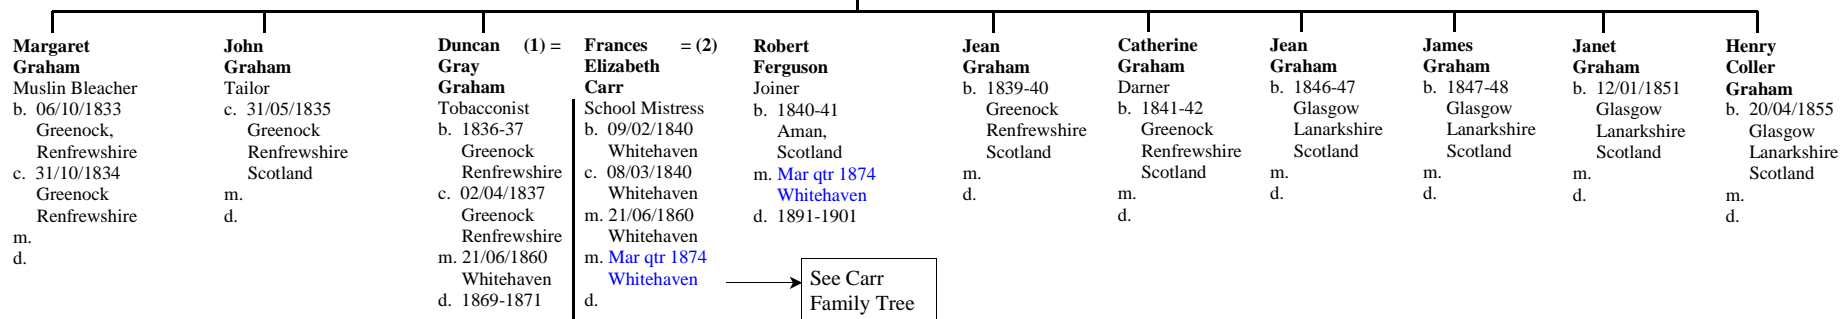 Margaret
Graham
Muslin Bleacher
b. 06/10/1833
Greenock,
Renfrewshire
c. 31/10/1834
Greenock
Renfrewshire
m.
d.
John
Graham
Tailor
c. 31/05/1835
Greenock
Renfrewshire
Scotland
m.
d.
Duncan (1) =
Gray
Graham
Tobacconist
b. 1836-37
Greenock
Renfrewshire
c. 02/04/1837
Greenock
Renfrewshire
m. 21/06/1860
Whitehaven
d. 1869-1871
Frances = (2)
Elizabeth
Carr
School Mistress
b. 09/02/1840
Whitehaven
c. 08/03/1840
Whitehaven
m. 21/06/1860
Whitehaven
m. Mar qtr 1874
Whitehaven
d.
Robert
Ferguson
Joiner
b. 1840-41
Aman,
Scotland
m. Mar qtr 1874
Whitehaven
d. 1891-1901
See Carr
Family Tree
Jean
Graham
b. 1839-40
Greenock
Renfrewshire
Scotland
m.
d.
Catherine
Graham
Darner
b. 1841-42
Greenock
Renfrewshire
Scotland
m.
d.
Jean
Graham
b. 1846-47
Glasgow
Lanarkshire
Scotland
m.
d.
James
Graham
b. 1847-48
Glasgow
Lanarkshire
Scotland
m.
d.
Janet
Graham
b. 12/01/1851
Glasgow
Lanarkshire
Scotland
m.
d.
Henry
Coller
Graham
b. 20/04/1855
Glasgow
Lanarkshire
Scotland
m.
d.